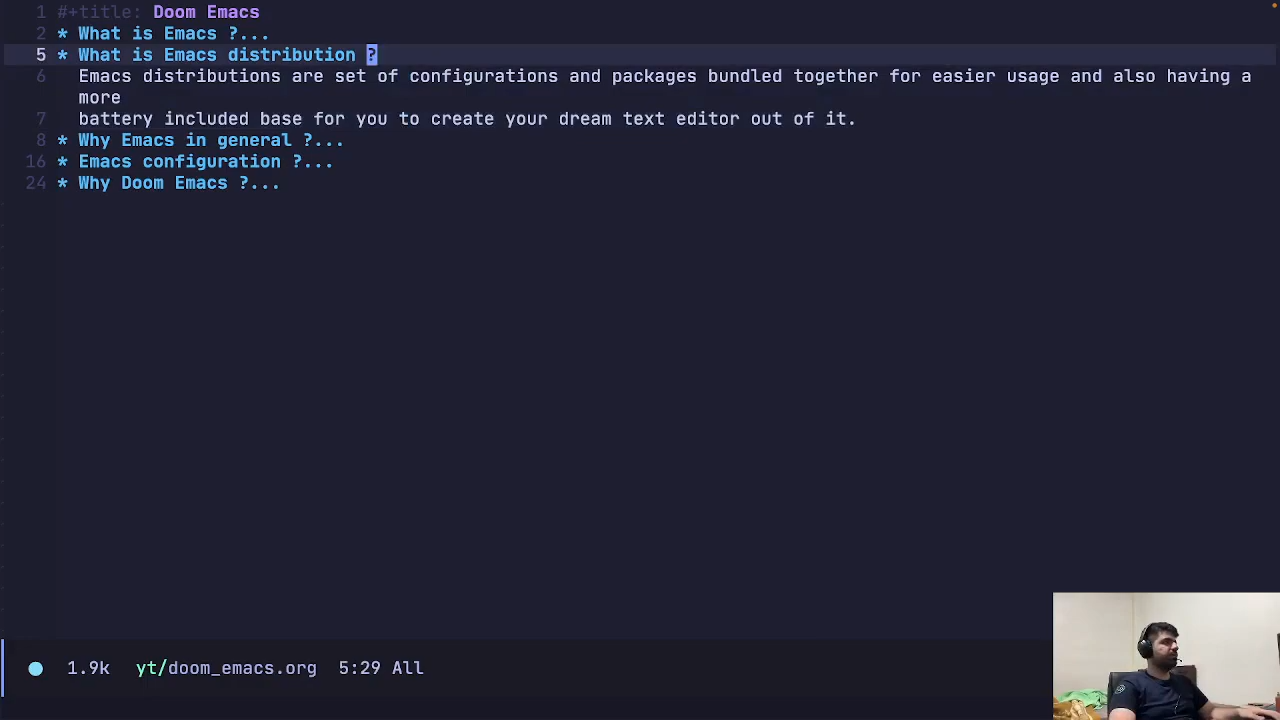 1 #+title: Doom Emacs
2 * What is Emacs ?...
5 * What is Emacs distribution ?
6 Emacs distributions are set of configurations and packages bundled together for easier usage and also having a
more
7 battery included base for you to create your dream text editor out of it.
8 * Why Emacs in general ?...
16 * Emacs configuration ?...
24 * Why Doom Emacs ?...
1.9k yt/doom_emacs.org 5:29 All